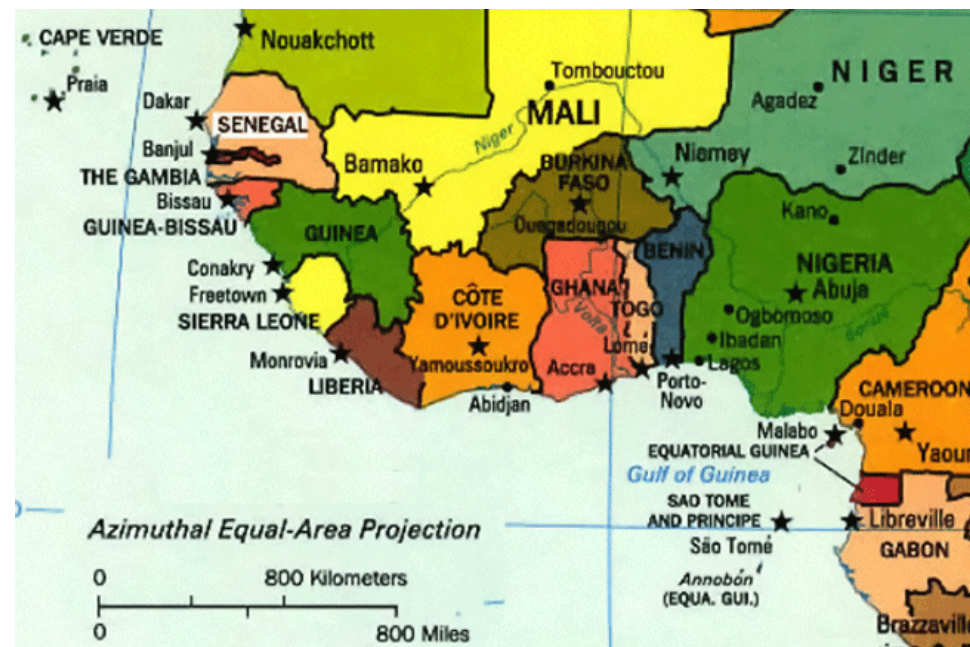 CAPE VERDE
Praia
Nouakchott
Dakar
SENEGAL
Banjul
THE GAMBIA
Bissau
GUINEA-BISSAU
Tombouctou
MALI
Niger
Bamako
NIGER
Agadez
Zinder
Niamey
BURKINA
FASO
Ouagadougou
GUINEA
Conakry
Freetown
SIERRA LEONE
Monrovia
LIBERIA
CÔTE
D'IVOIRE
Yamoussoukro
Abidjan
GHANA
Volta
Accra
TOGO
Lomé
BENIN
Porto-
Novo
Kano
NIGERIA
Abuja
Ogbomoso
Ibadan
Lagos
Benue
CAMEROON
Douala
Yaoun
Malabo
EQUATORIAL GUINEA
Gulf of Guinea
SAO TOME
AND PRINCIPE
São Tomé
Libreville
GABON
Annobón
(EQUA. GUI.)
Brazzaville
0
Azimuthal Equal-Area Projection
0 800 Kilometers
0 800 Miles